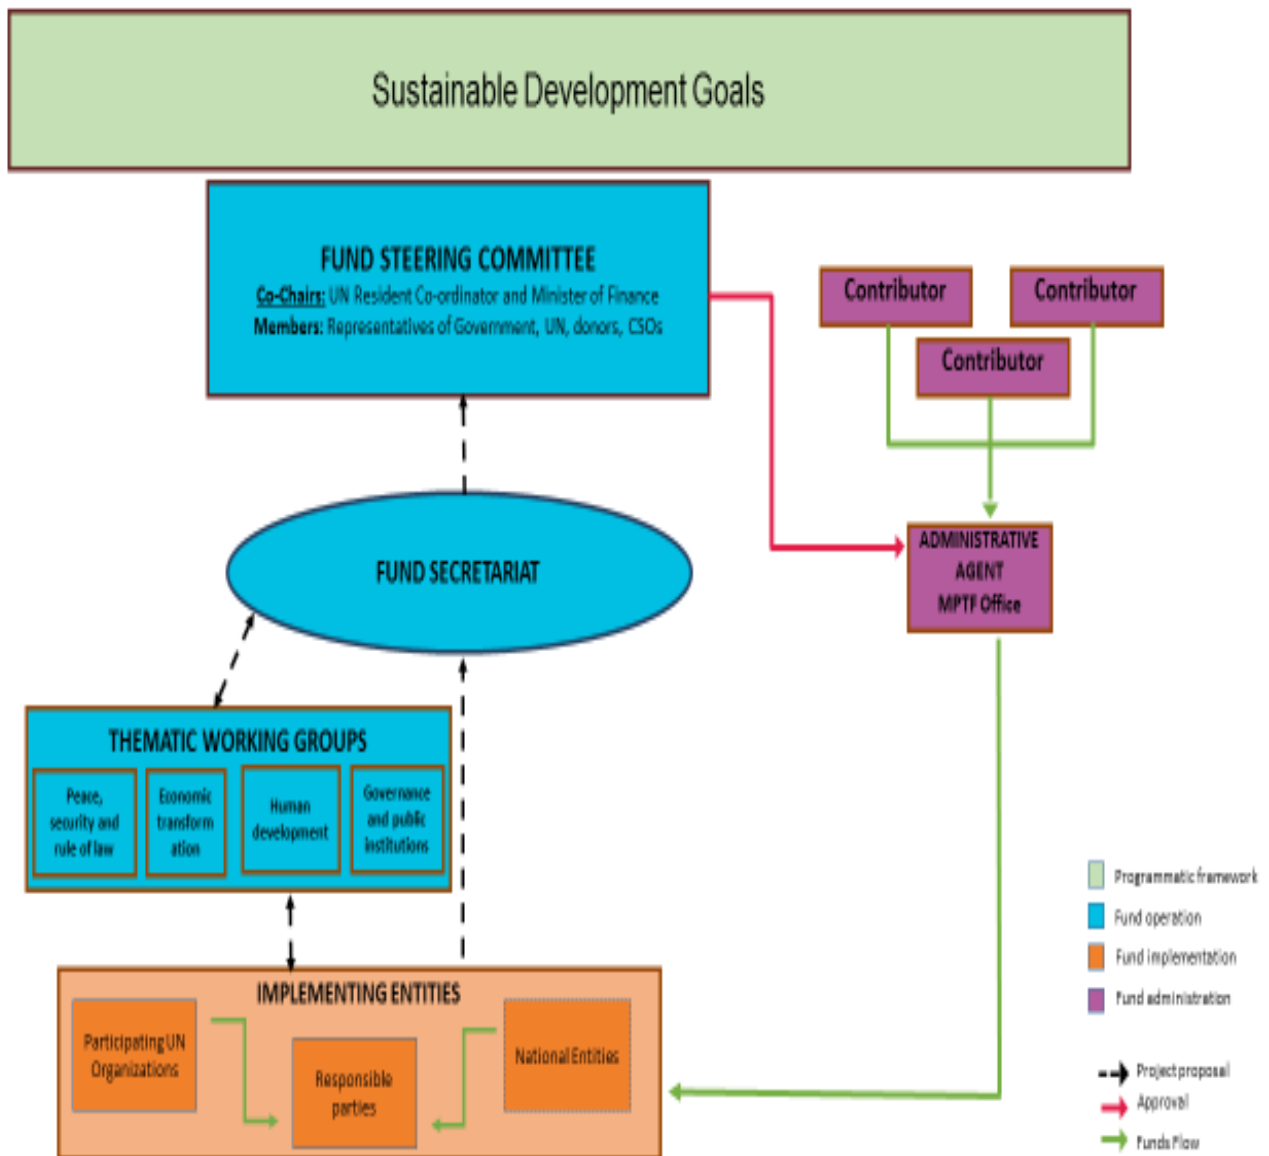 Sustainable Development Goals
FUND STEERING COMMITTEE
Co-Chairs: UN Resident Co-ordinator and Minister of Finance
Members: Representatives of Government, UN, donors, CSOs
Contributor
Contributor
Contributor
ADMINISTRATIVE
AGENT
MPTF Office
FUND SECRETARIAT
THEMATIC WORKING GROUPS
Peace,
security and
rule of law
Economic
transform
ation
Human
development
Governance
and public
institutions
IMPLEMENTING ENTITIES
Participating UN
Organizations
Responsible
parties
National Entities
Programmatic framework
Fund operation
Fund implementation
Fund administration
Project proposal
Approval
Funds Flow